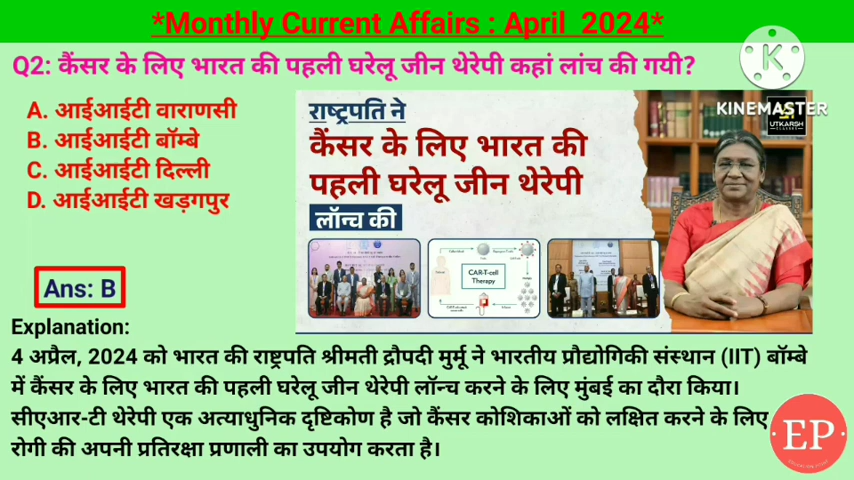 *Monthly Current Affairs : April 2024*
Q2: कैंसर के लिए भारत की पहली घरेलू जीन थेरेपी कहां लांच की गयी?
A. आईआईटी वाराणसी
B. आईआईटी बॉम्बे
C. आईआईटी दिल्ली
D. आईआईटी खड़गपुर
राष्ट्रपति ने
कैंसर के लिए भारत की
पहली घरेलू जीन थेरेपी
लॉन्च की
CAR-T-cell
Therapy
K
KINEMASTER
UTKARSH
CLASSES
Ans: B
Explanation:
4 अप्रैल, 2024 को भारत की राष्ट्रपति श्रीमती द्रौपदी मुर्मू ने भारतीय प्रौद्योगिकी संस्थान (IIT) बॉम्बे
में कैंसर के लिए भारत की पहली घरेलू जीन थेरेपी लॉन्च करने के लिए मुंबई का दौरा किया।
सीएआर-टी थेरेपी एक अत्याधुनिक दृष्टिकोण है जो कैंसर कोशिकाओं को लक्षित करने के लिए
रोगी की अपनी प्रतिरक्षा प्रणाली का उपयोग करता है।
EP